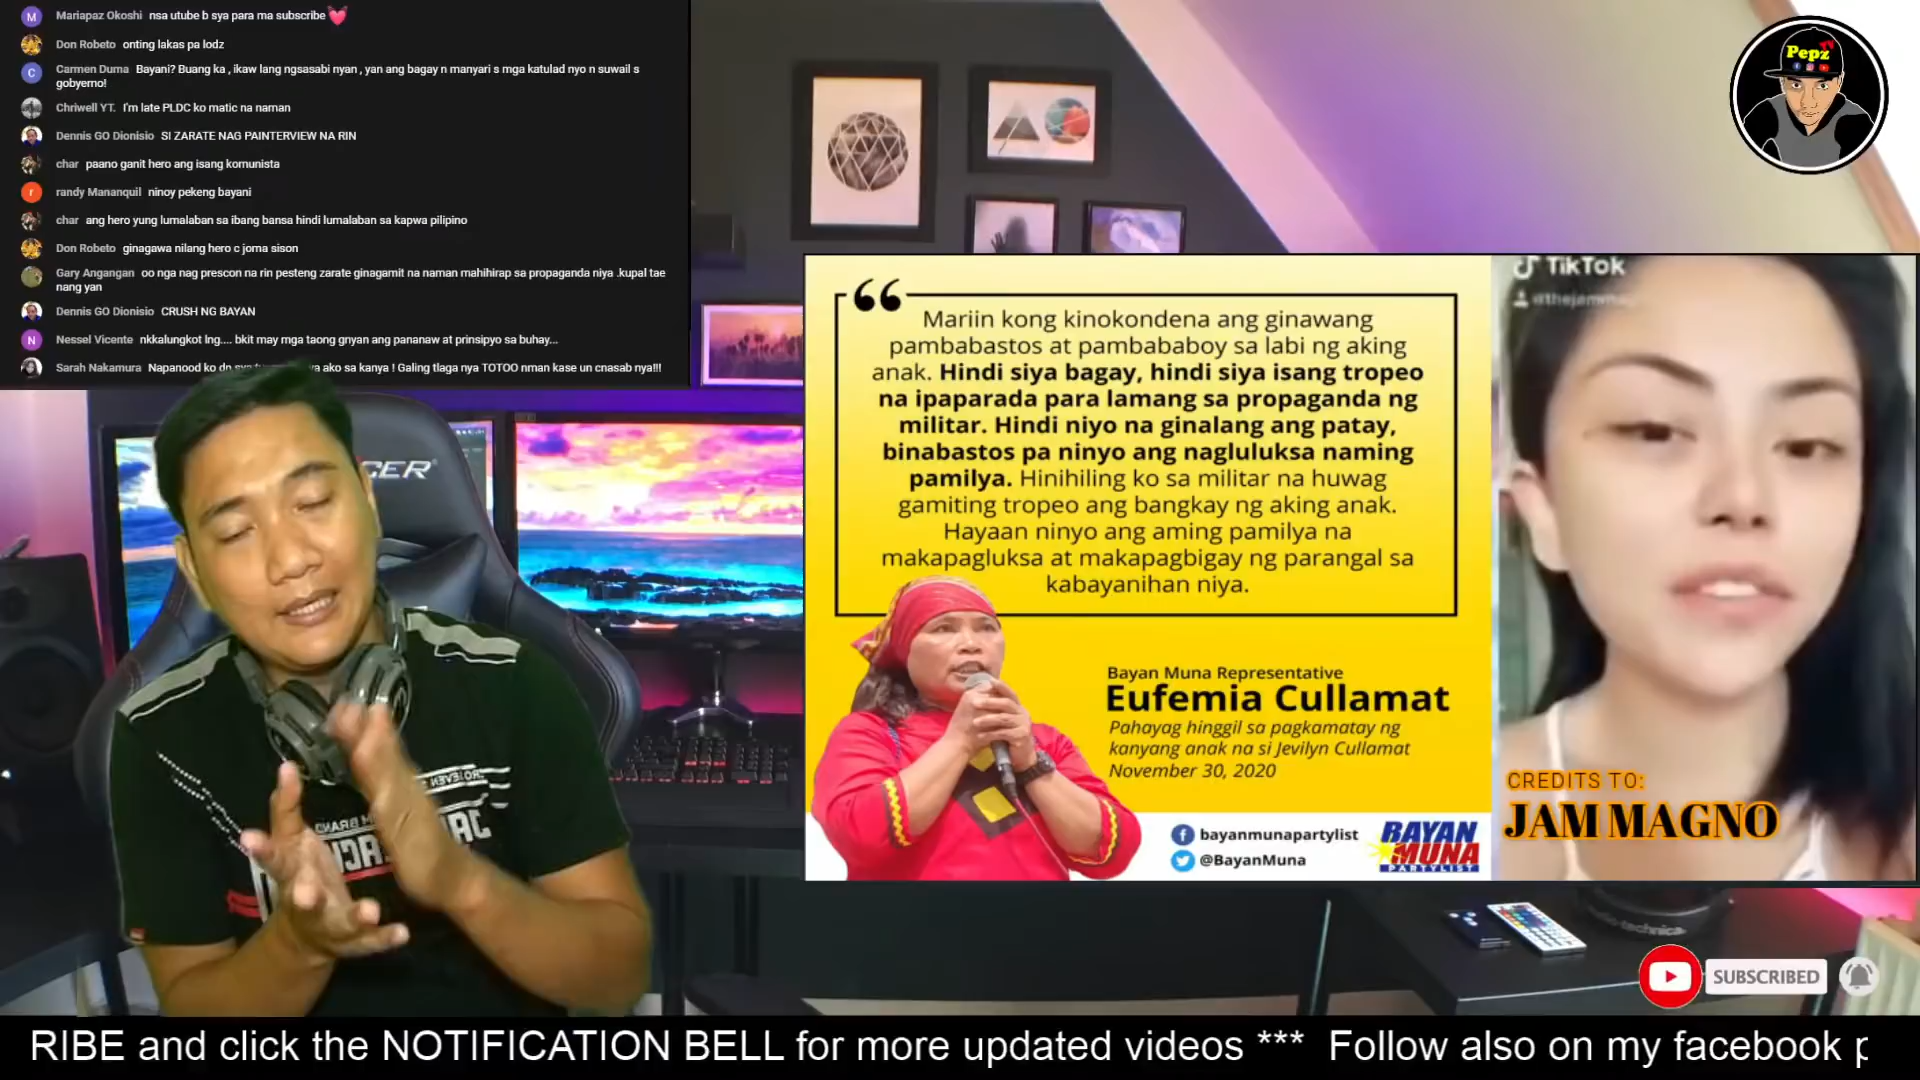 Mariapaz Okoshi nsa utube b sya para ma subscribe
Don Robeto onting lakas pa lodz
Carmen Duma Bayani? Buang ka , ikaw lang ngsasabi nyan , yan ang bagay n manyari s mga katulad nyo n suwail s
gobyerno!
Chriwell YT. I'm late PLDC ko matic na naman
Dennis GO Dionisio SI ZARATE NAG PAINTERVIEW NA RIN
char paano ganit hero ang isang komunista
randy Mananquil ninoy pekeng bayani
char ang hero yung lumalaban sa ibang bansa hindi lumalaban sa kapwa pilipino
Don Robeto ginagawa nilang hero c joma sison
Gary Angangan oo nga nag prescon na rin pesteng zarate ginagamit na naman mahihirap sa propaganda niya .kupal tae
nang yan
Dennis GO Dionisio CRUSH NG BAYAN
Nessel Vicente nkkalungkot lng.... bkit may mga taong gnyan ang pananaw at prinsipyo sa buhay...
Sarah Nakamura Napanood ko dn ako sa kanya ! Galing tlaga nya TOTOO nman kase un cnasab nya!!!
Pepz TV
“
Mariin kong kinokondena ang ginawang
pambabastos at pambababoy sa labi ng aking
anak. Hindi siya bagay, hindi siya isang tropeo
na ipaparada para lamang sa propaganda ng
militar. Hindi niyo na ginalang ang patay,
binabastos pa ninyo ang nagluluksa naming
pamilya. Hinihiling ko sa militar na huwag
gamiting tropeo ang bangkay ng aking anak.
Hayaan ninyo ang aming pamilya na
makapagluksa at makapagbigay ng parangal sa
kabayanihan niya.
Bayan Muna Representative
Eufemia Cullamat
Pahayag hinggil sa pagkamatay ng
kanyang anak na si Jevilyn Cullamat
November 30, 2020
bayanmunapartylist
@BayanMuna
BAYAN
MUNA
PARTYLIST
TikTok
CREDITS TO:
JAM MAGNO
SUBSCRIBED
RIBE and click the NOTIFICATION BELL for more updated videos *** Follow also on my facebook p